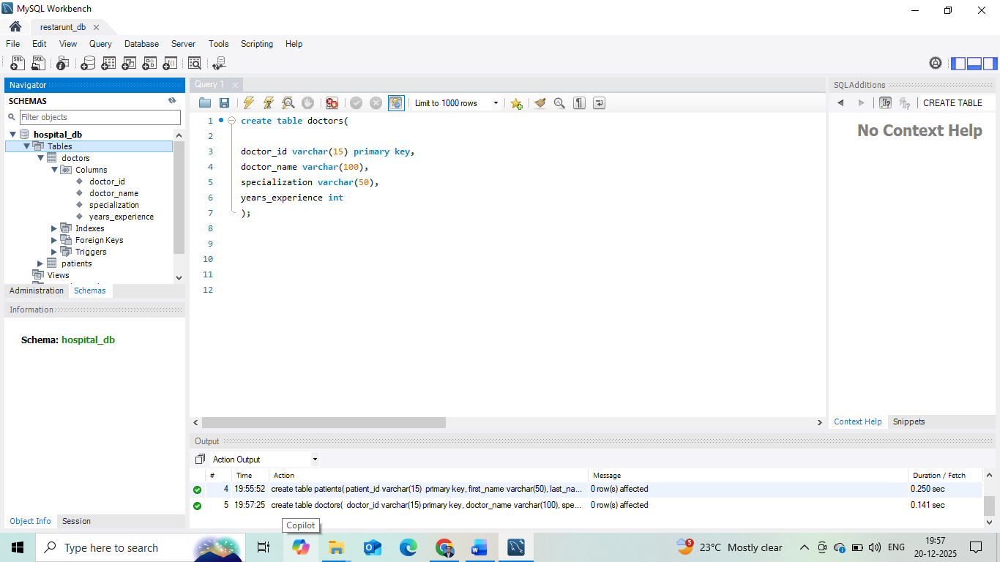 MySQL Workbench
restarunt_db
File Edit View Query Database Server Tools Scripting Help
Navigator
SCHEMAS
Filter objects
hospital_db
Tables
doctors
Columns
doctor_id
doctor_name
specialization
years_experience
Indexes
Foreign Keys
Triggers
patients
Views
Administration Schemas
Information
Schema: hospital_db
Object Info Session
Query 1
Limit to 1000 rows
1 create table doctors(
2
3 doctor_id varchar(15) primary key,
4 doctor_name varchar(100),
5 specialization varchar(50),
6 years_experience int
7 );
8
9
10
11
12
SQLAdditions
CREATE TABLE
No Context Help
Context Help Snippets
Output
Action Output
# Time Action Message Duration / Fetch
4 19:55:52 create table patients( patient_id varchar(15) primary key, first_name varchar(50), last_na... 0 row(s) affected 0.250 sec
5 19:57:25 create table doctors( doctor_id varchar(15) primary key, doctor_name varchar(100), spe... 0 row(s) affected 0.141 sec
Copilot
Type here to search
5
23°C Mostly clear
ENG
19:57
20-12-2025